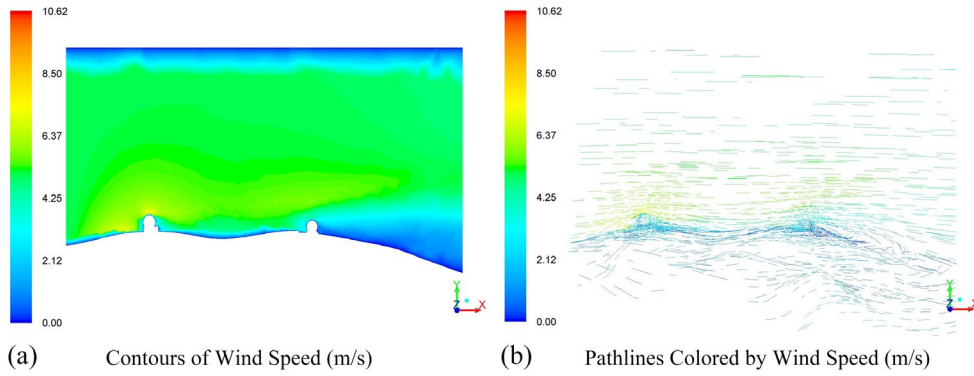 10.62
8.50
6.37
4.25
2.12
0.00
Y
Z
X
(a) Contours of Wind Speed (m/s)
10.62
8.50
6.37
4.25
2.12
0.00
Y
Z
X
(b) Pathlines Colored by Wind Speed (m/s)